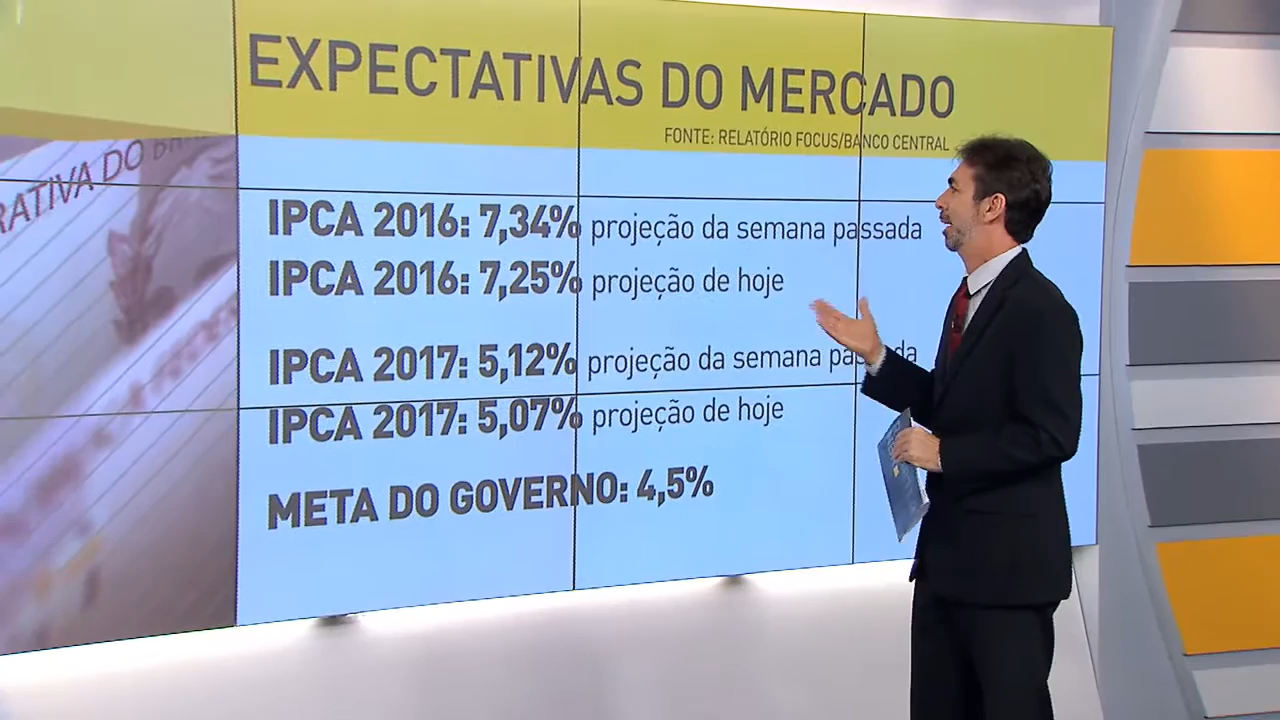 EXPECTATIVAS DO MERCADO
FONTE: RELATÓRIO FOCUS/BANCO CENTRAL
RATIVA DO
IPCA 2016: 7,34% projeção da semana passada
IPCA 2016: 7,25% projeção de hoje
IPCA 2017: 5,12% projeção da semana passada
IPCA 2017: 5,07% projeção de hoje
META DO GOVERNO: 4,5%